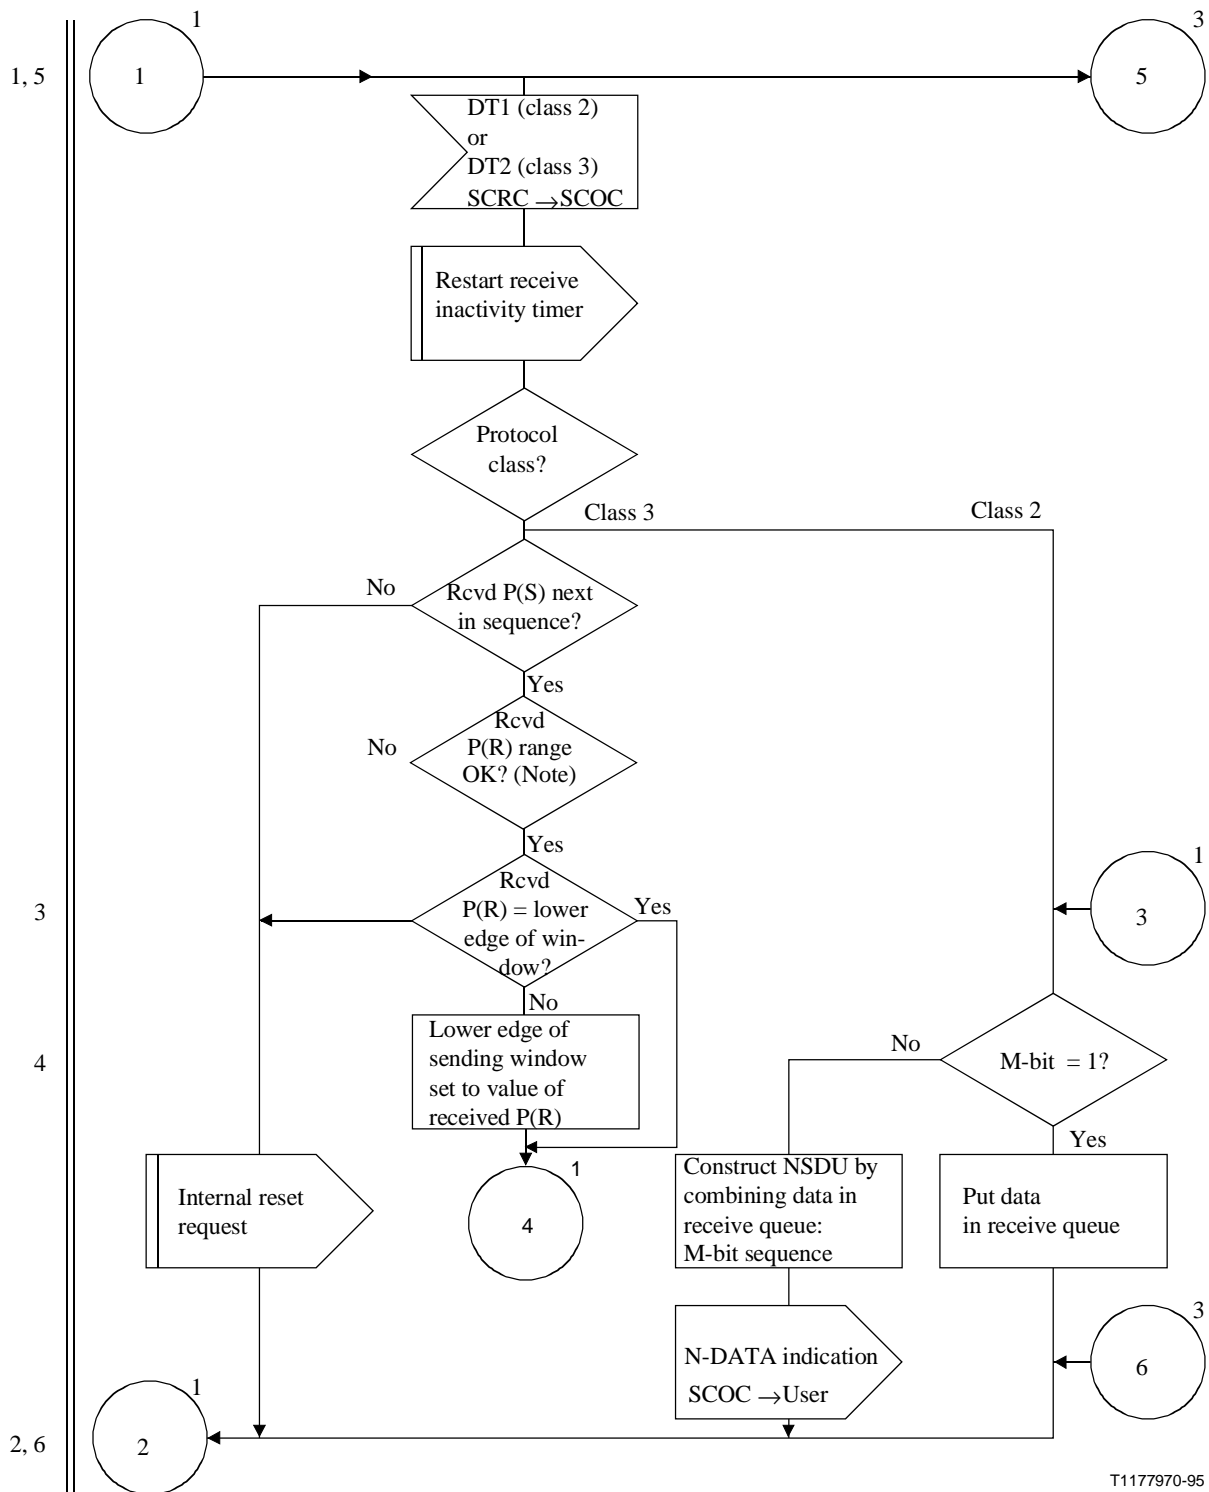 1
3
1, 5
1
5
DT1 (class 2)
or
DT2 (class 3)
SCRC → SCOC
Restart receive
inactivity timer
Protocol
class?
Class 3
Class 2
No
Rcvd P(S) next
in sequence?
Yes
No
Rcvd
P(R) range
OK? (Note)
Yes
1
3
3
Rcvd
P(R) = lower
edge of win-
dow?
Yes
No
4
Lower edge of
sending window
set to value of
received P(R)
No
M-bit = 1?
Yes
Internal reset
request
1
4
Construct NSDU by
combining data in
receive queue:
M-bit sequence
Put data
in receive queue
3
6
N-DATA indication
SCOC → User
1
2, 6
2
T1177970-95